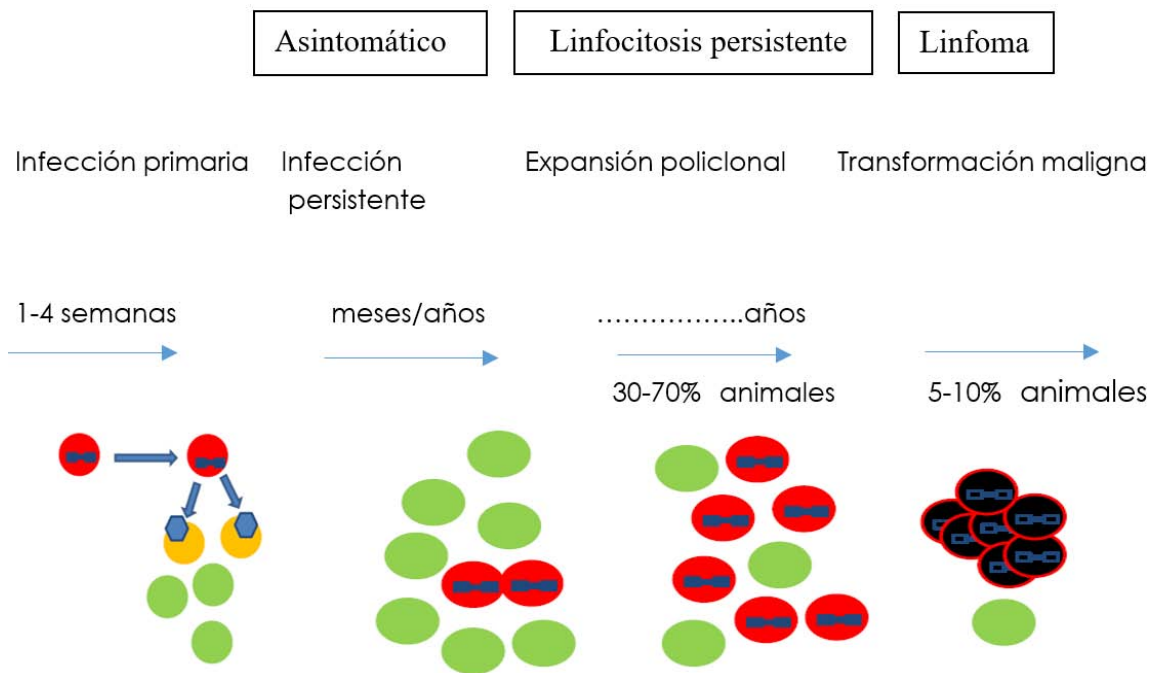 Asintomático
Linfocitosis persistente
Linfoma
Infección primaria
Infección
persistente
Expansión policlonal
Transformación maligna
1-4 semanas
meses/años
………………..años
30-70% animales
5-10% animales